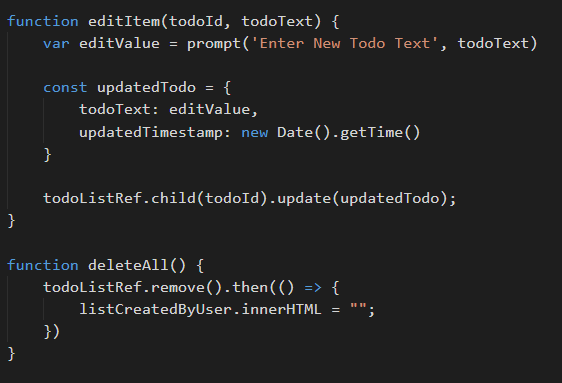 function editItem(todoId, todoText) {
    var editValue = prompt('Enter New Todo Text', todoText)
    const updatedTodo = {
        todoText: editValue,
        updatedTimestamp: new Date().getTime()
    }
    todoListRef.child(todoId).update(updatedTodo);
}
function deleteAll() {
    todoListRef.remove().then(() => {
        listCreatedByUser.innerHTML = "";
    })
}